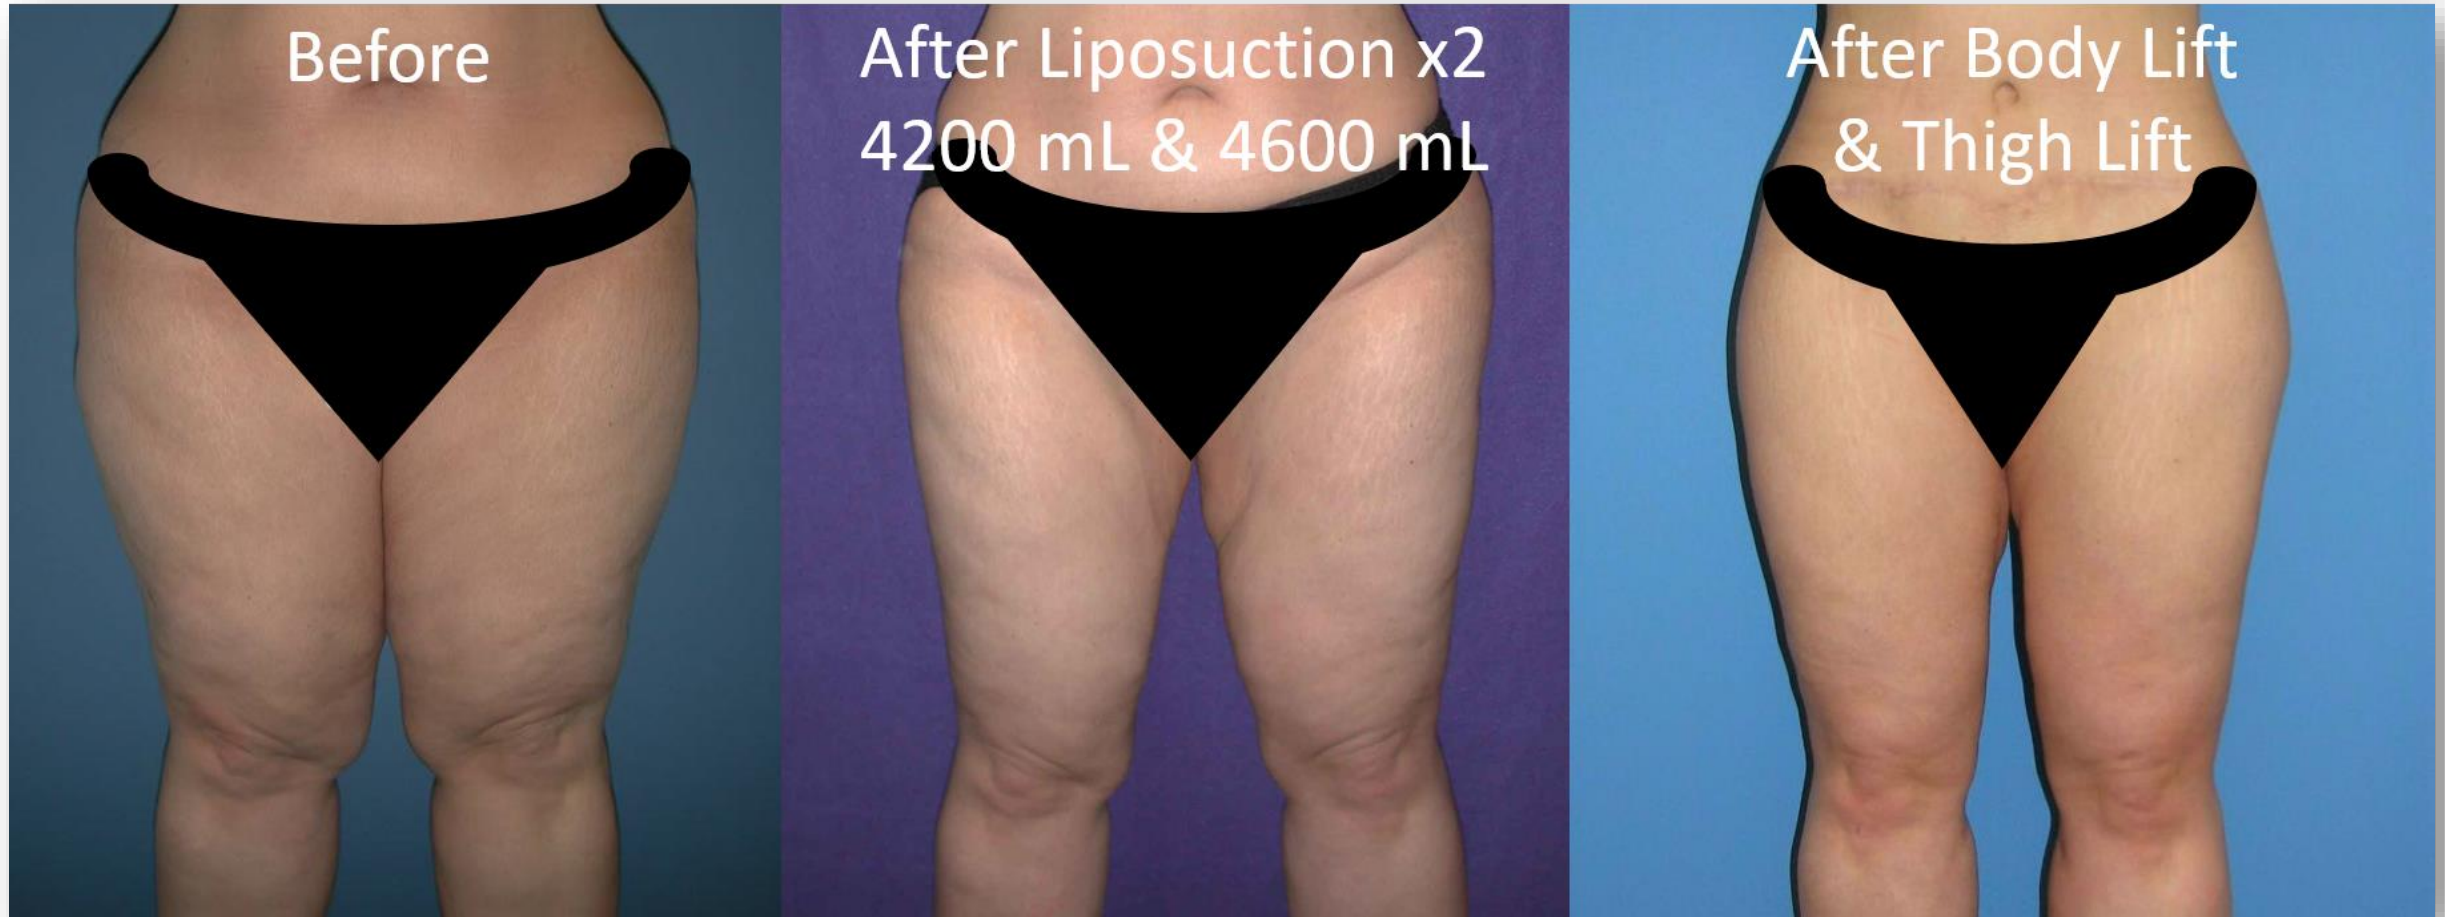 Before
After Liposuction x2
4200 mL & 4600 mL
After Body Lift
& Thigh Lift